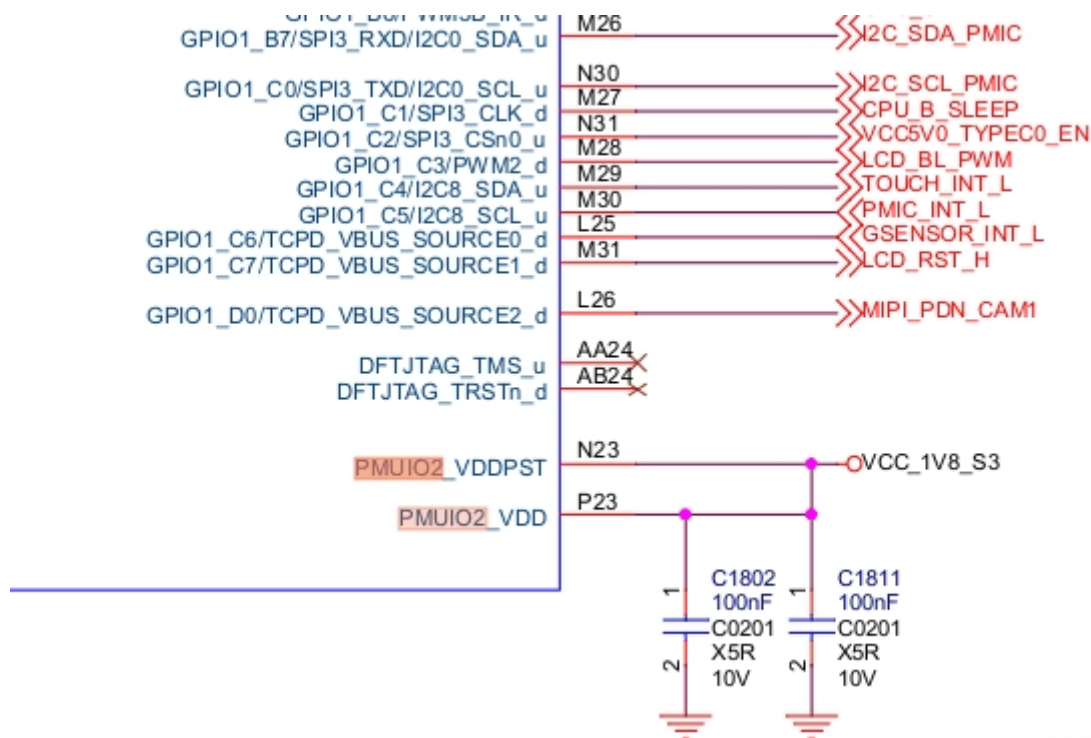 GPIO1_B7/SPI3_RXD/I2C0_SDA_u M26 I2C_SDA_PMIC
GPIO1_C0/SPI3_TXD/I2C0_SCL_u N30 I2C_SCL_PMIC
GPIO1_C1/SPI3_CLK_d M27 CPU_B_SLEEP
GPIO1_C2/SPI3_CSn0_u N31 VCC5V0_TYPEC0_EN
GPIO1_C3/PWM2_d M28 LCD_BL_PWM
GPIO1_C4/I2C8_SDA_u M29 TOUCH_INT_L
GPIO1_C5/I2C8_SCL_u M30 PMIC_INT_L
GPIO1_C6/TCPD_VBUS_SOURCE0_d L25 GSENSOR_INT_L
GPIO1_C7/TCPD_VBUS_SOURCE1_d M31 LCD_RST_H
GPIO1_D0/TCPD_VBUS_SOURCE2_d L26 MIPI_PDN_CAM1
DFTJTAG_TMS_u AA24
DFTJTAG_TRSTn_d AB24
PMUIO2_VDDPST N23 VCC_1V8_S3
PMUIO2_VDD P23
1 C1802 1 C1811
100nF 100nF
C0201 C0201
2 X5R 2 X5R
10V 10V